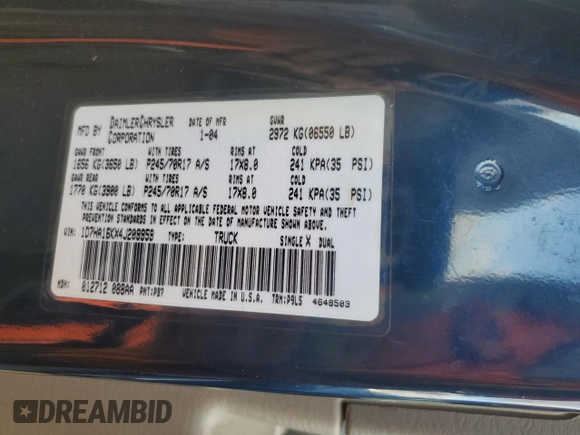 MFD BY DAIMLERCHRYSLER CORPORATION DATE OF MFR 1-04 GVWR 2972 KG(06550 LB)
GAWR FRONT WITH TIRES RIMS AT COLD
1656 KG(3650 LB) P245/70R17 A/S 17X8.0 241 KPA(35 PSI)
GAWR REAR WITH TIRES RIMS AT COLD
1770 KG(3900 LB) P245/70R17 A/S 17X8.0 241 KPA(35 PSI)
THIS VEHICLE CONFORMS TO ALL APPLICABLE FEDERAL MOTOR VEHICLE SAFETY AND THEFT
PREVENTION STANDARDS IN EFFECT ON THE DATE OF MANUFACTURE SHOWN ABOVE.
VIN: 1D7HA16KX4J209858 TYPE: TRUCK SINGLE X DUAL
MDH: 012712 088AA PNT:PB7 VEHICLE MADE IN U.S.A. TRM:P9L5
4648503
DREAMBID